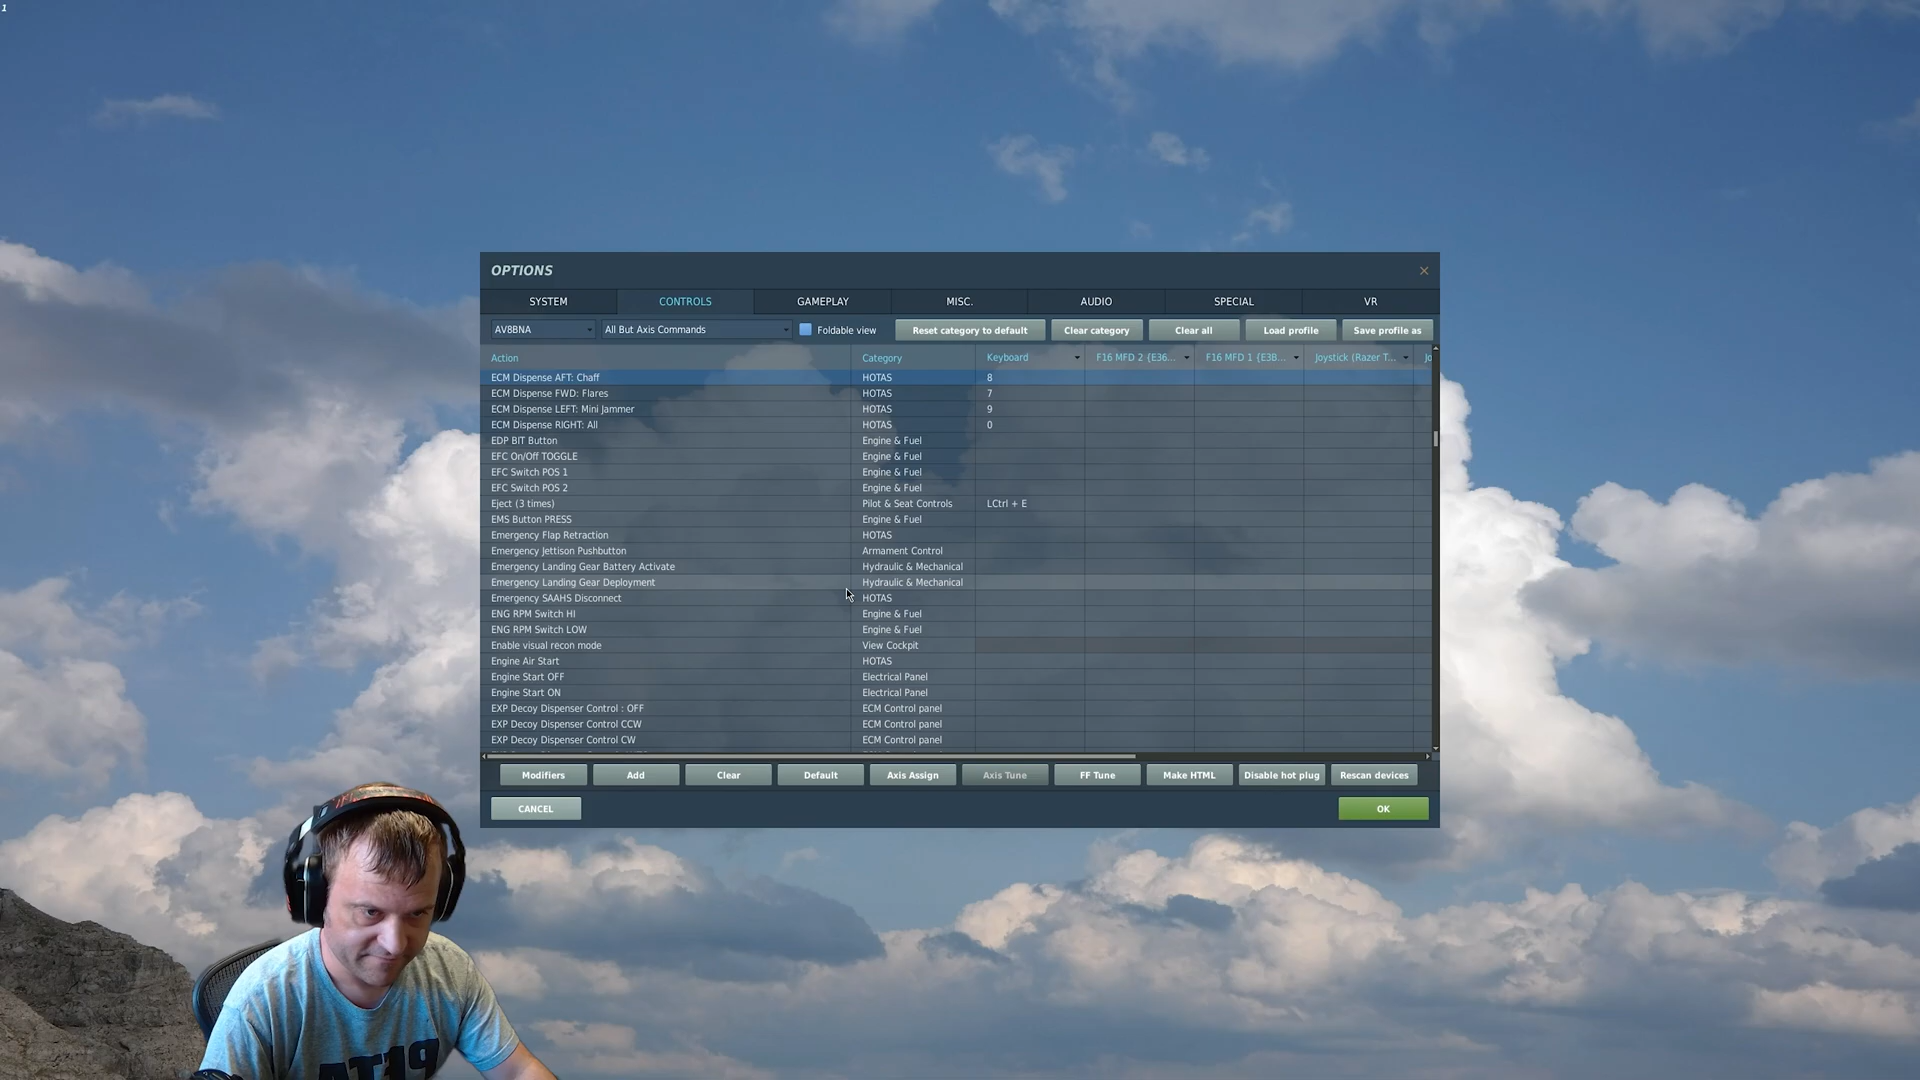 1
OPTIONS
SYSTEM CONTROLS GAMEPLAY MISC. AUDIO SPECIAL VR
AV8BNA All But Axis Commands Foldable view Reset category to default Clear category Clear all Load profile Save profile as
Action Category Keyboard F16 MFD 2 {E36... F16 MFD 1 {E3B... Joystick (Razer T... Jo
ECM Dispense AFT: Chaff HOTAS 8
ECM Dispense FWD: Flares HOTAS 7
ECM Dispense LEFT: Mini Jammer HOTAS 9
ECM Dispense RIGHT: All HOTAS 0
EDP BIT Button Engine & Fuel
EFC On/Off TOGGLE Engine & Fuel
EFC Switch POS 1 Engine & Fuel
EFC Switch POS 2 Engine & Fuel
Eject (3 times) Pilot & Seat Controls LCtrl + E
EMS Button PRESS Engine & Fuel
Emergency Flap Retraction HOTAS
Emergency Jettison Pushbutton Armament Control
Emergency Landing Gear Battery Activate Hydraulic & Mechanical
Emergency Landing Gear Deployment Hydraulic & Mechanical
Emergency SAAHS Disconnect HOTAS
ENG RPM Switch HI Engine & Fuel
ENG RPM Switch LOW Engine & Fuel
Enable visual recon mode View Cockpit
Engine Air Start HOTAS
Engine Start OFF Electrical Panel
Engine Start ON Electrical Panel
EXP Decoy Dispenser Control : OFF ECM Control panel
EXP Decoy Dispenser Control CCW ECM Control panel
EXP Decoy Dispenser Control CW ECM Control panel
Modifiers Add Clear Default Axis Assign Axis Tune FF Tune Make HTML Disable hot plug Rescan devices
CANCEL OK
AT19